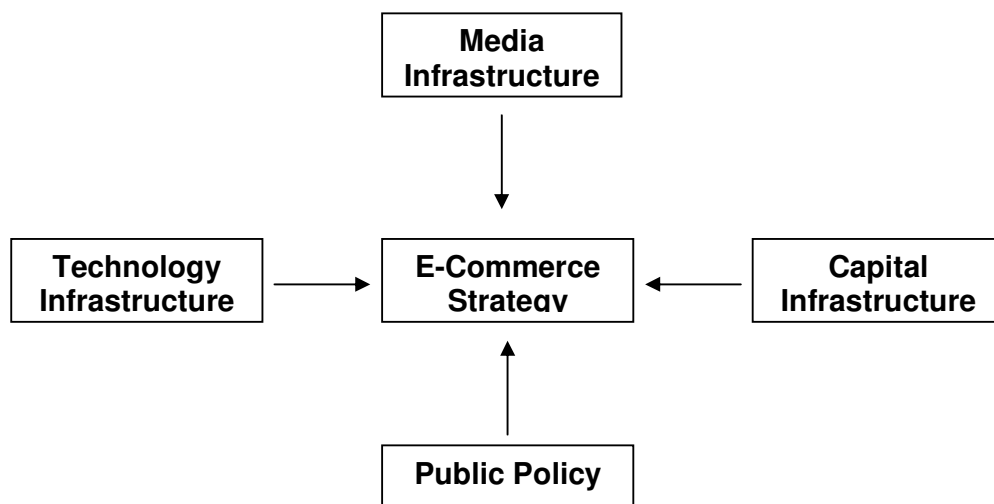 Media
Infrastructure
Technology
Infrastructure
E-Commerce
Strategy
Capital
Infrastructure
Public Policy